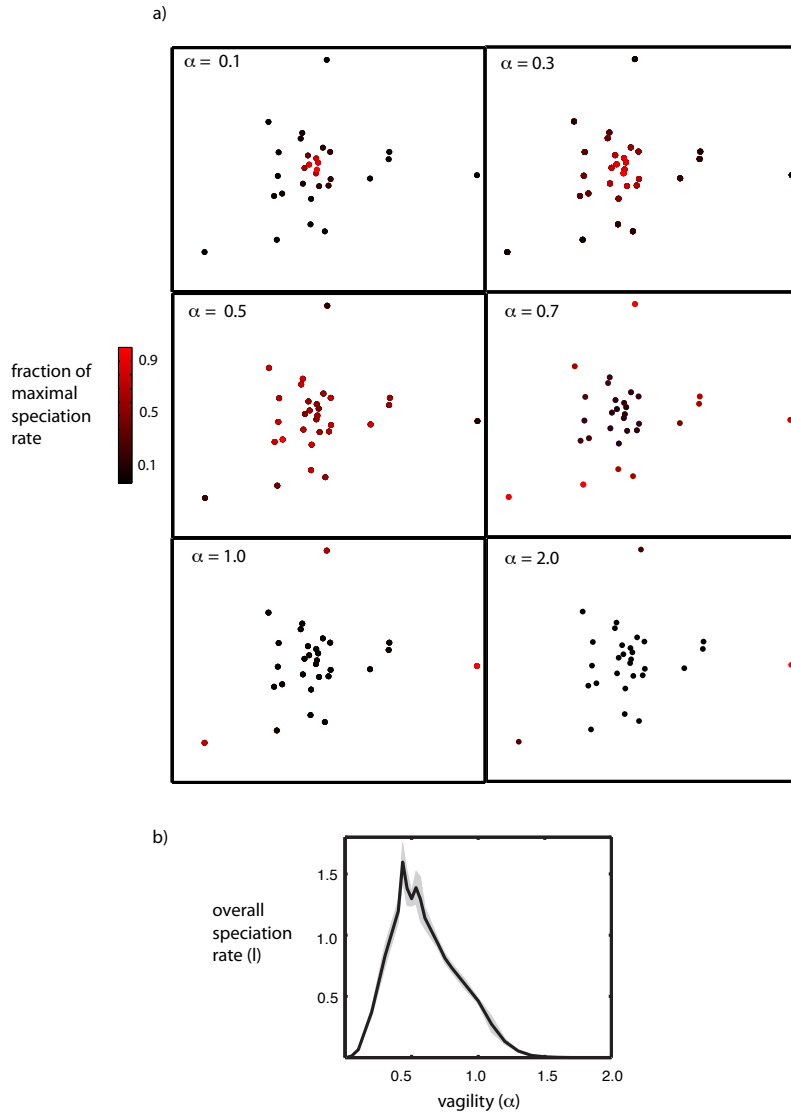 a)
α = 0.1
α = 0.3
α = 0.5
α = 0.7
fraction of
maximal
speciation
rate
0.9
0.5
0.1
α = 1.0
α = 2.0
b)
overall
speciation
rate (l)
1.5
1.0
0.5
0.5
1.0
1.5
2.0
vagility (α)